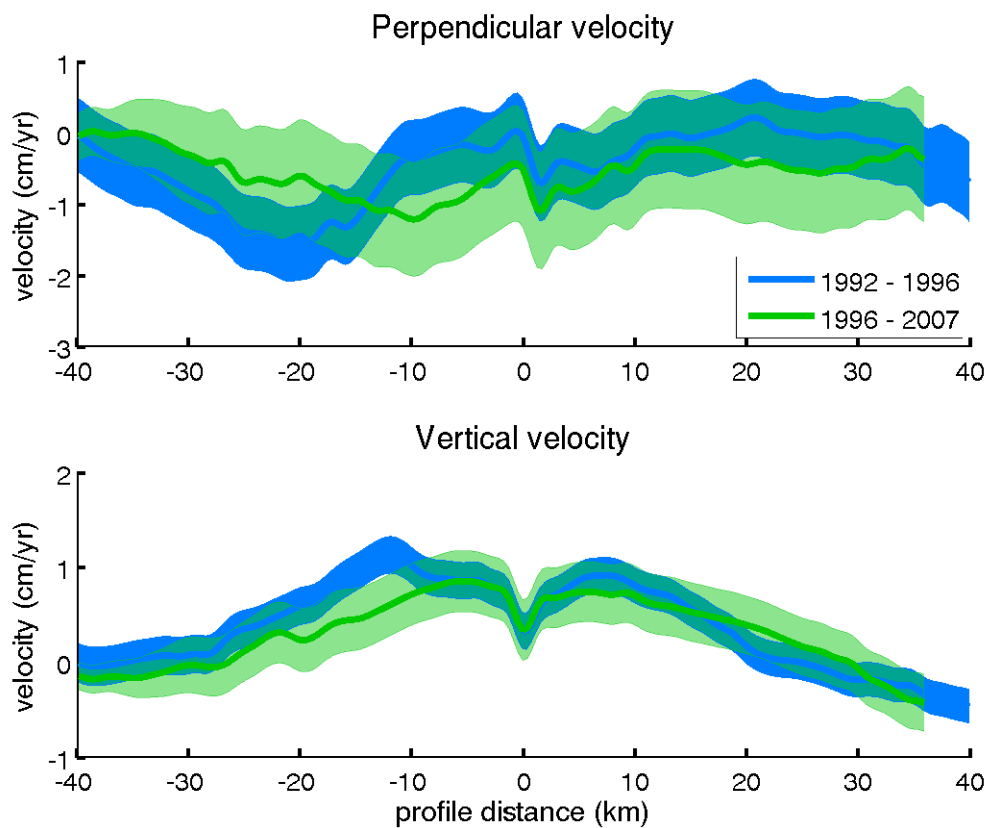 Perpendicular velocity
1
0
-1
-2
-3
velocity (cm/yr)
1992 - 1996
1996 - 2007
-40 -30 -20 -10 0 10 20 30 40
Vertical velocity
2
1
0
-1
velocity (cm/yr)
-40 -30 -20 -10 0 10 20 30 40
profile distance (km)